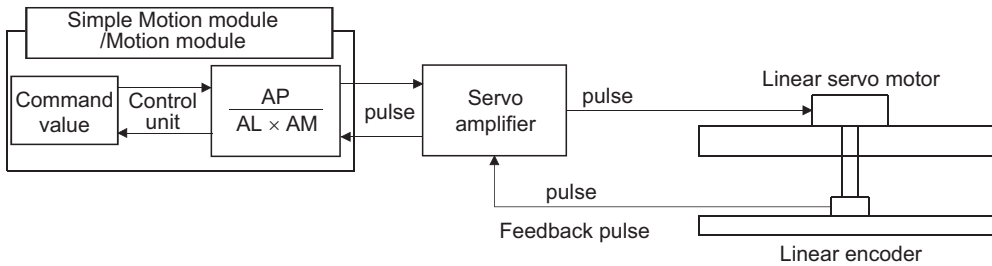 Simple Motion module
/Motion module
Command
value
Control
unit
AP
AL × AM
pulse
Servo
amplifier
pulse
Linear servo motor
pulse
Feedback pulse
Linear encoder